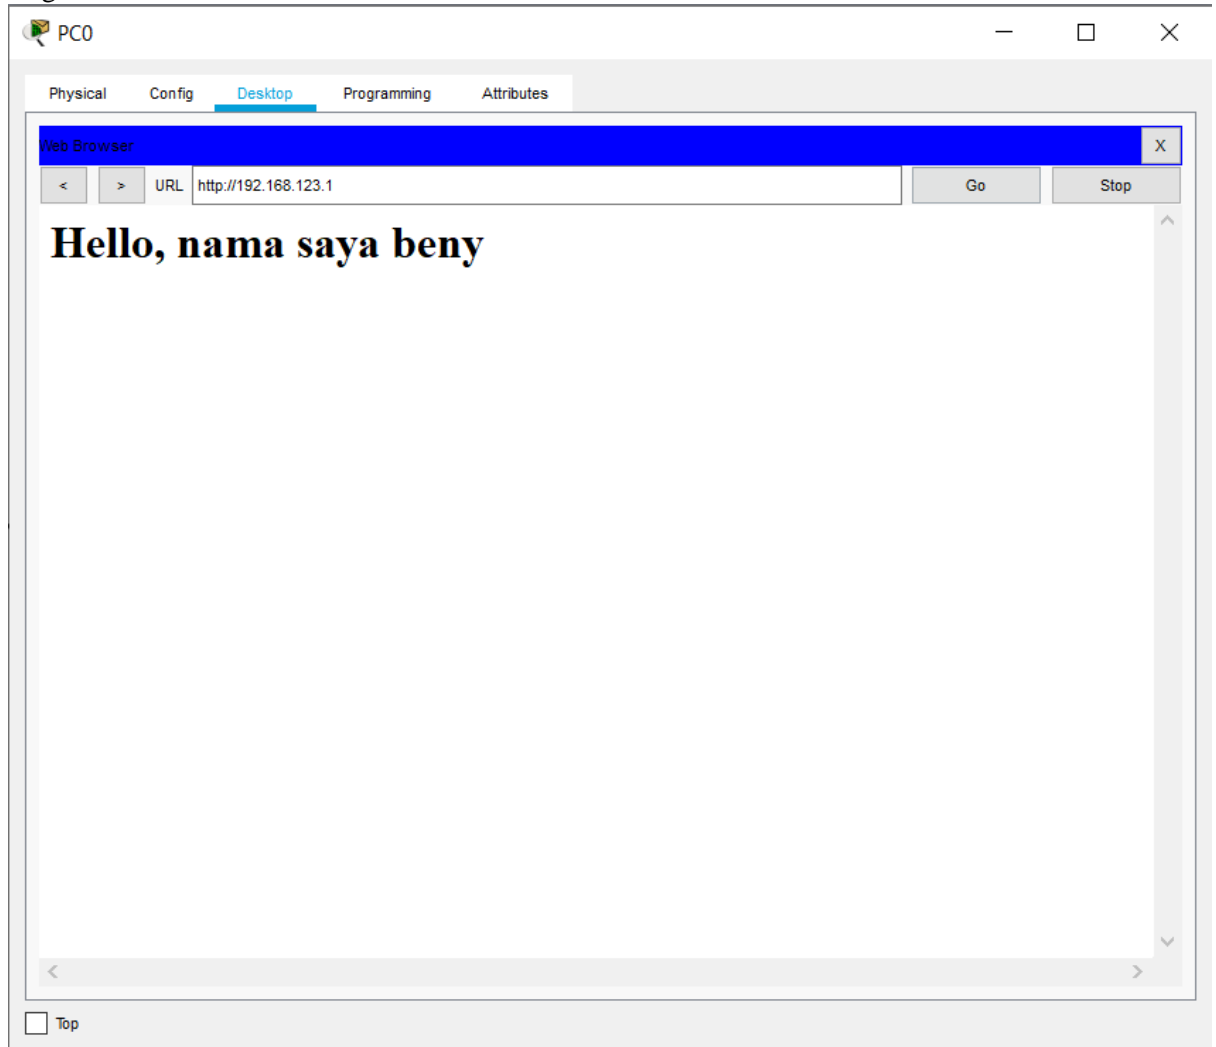 PC0
Physical Config Desktop Programming Attributes
Web Browser
X
< > URL http://192.168.123.1 Go Stop
Hello, nama saya beny
Top